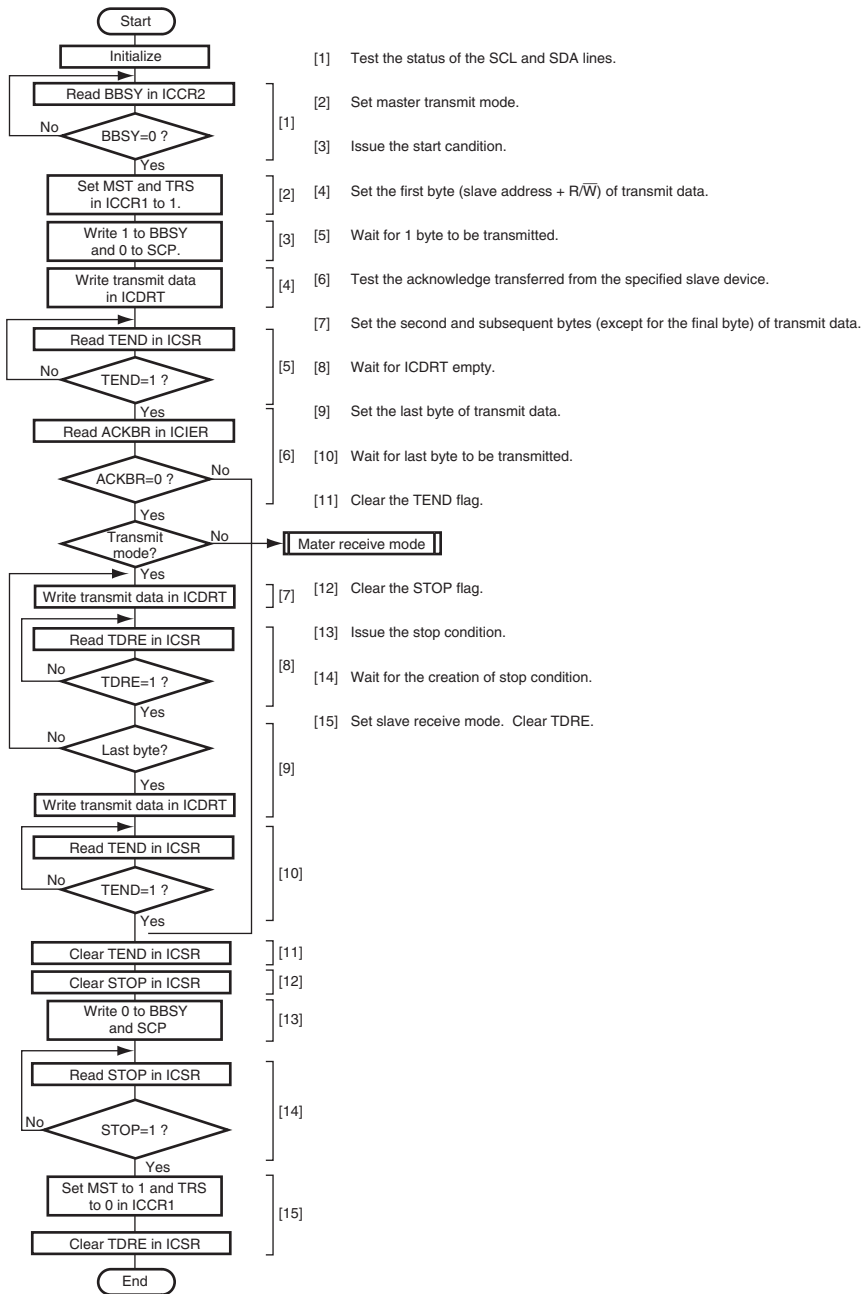 Start
Initialize
Read BBSY in ICCR2
No
BBSY=0 ?
[1]
Yes
Set MST and TRS
in ICCR1 to 1.
[2]
Write 1 to BBSY
and 0 to SCP.
[3]
Write transmit data
in ICDRT
[4]
Read TEND in ICSR
No
TEND=1 ?
[5]
Yes
Read ACKBR in ICIER
[6]
ACKBR=0 ?
No
Yes
Transmit
mode?
No
Mater receive mode
Yes
Write transmit data in ICDRT
[7]
Read TDRE in ICSR
[8]
No
TDRE=1 ?
Yes
No
Last byte?
[9]
Yes
Write transmit data in ICDRT
Read TEND in ICSR
[10]
No
TEND=1 ?
Yes
Clear TEND in ICSR
[11]
Clear STOP in ICSR
[12]
Write 0 to BBSY
and SCP
[13]
Read STOP in ICSR
[14]
No
STOP=1 ?
Yes
Set MST to 1 and TRS
to 0 in ICCR1
[15]
Clear TDRE in ICSR
End
[1] Test the status of the SCL and SDA lines.
[2] Set master transmit mode.
[3] Issue the start candition.
[4] Set the first byte (slave address + R/W̅) of transmit data.
[5] Wait for 1 byte to be transmitted.
[6] Test the acknowledge transferred from the specified slave device.
[7] Set the second and subsequent bytes (except for the final byte) of transmit data.
[8] Wait for ICDRT empty.
[9] Set the last byte of transmit data.
[10] Wait for last byte to be transmitted.
[11] Clear the TEND flag.
[12] Clear the STOP flag.
[13] Issue the stop condition.
[14] Wait for the creation of stop condition.
[15] Set slave receive mode. Clear TDRE.